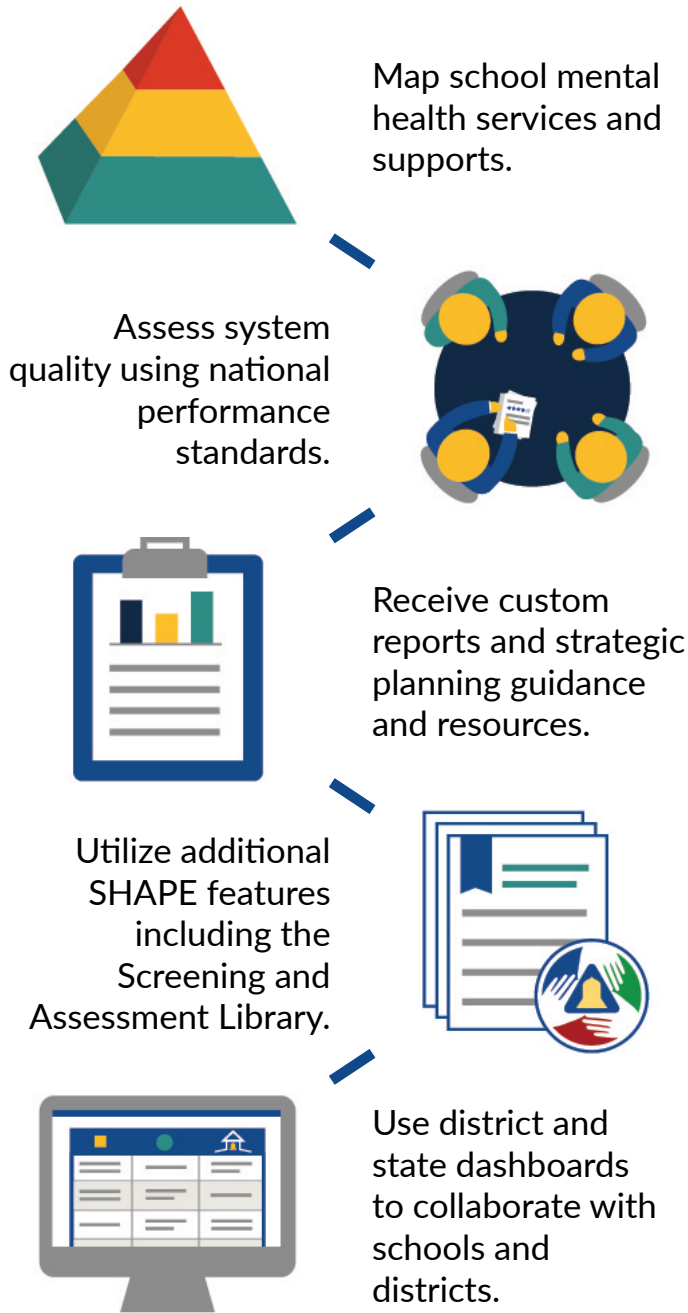 Map school mental
health services and
supports.
Assess system
quality using national
performance
standards.
Receive custom
reports and strategic
planning guidance
and resources.
Utilize additional
SHAPE features
including the
Screening and
Assessment Library.
Use district and
state dashboards
to collaborate with
schools and
districts.